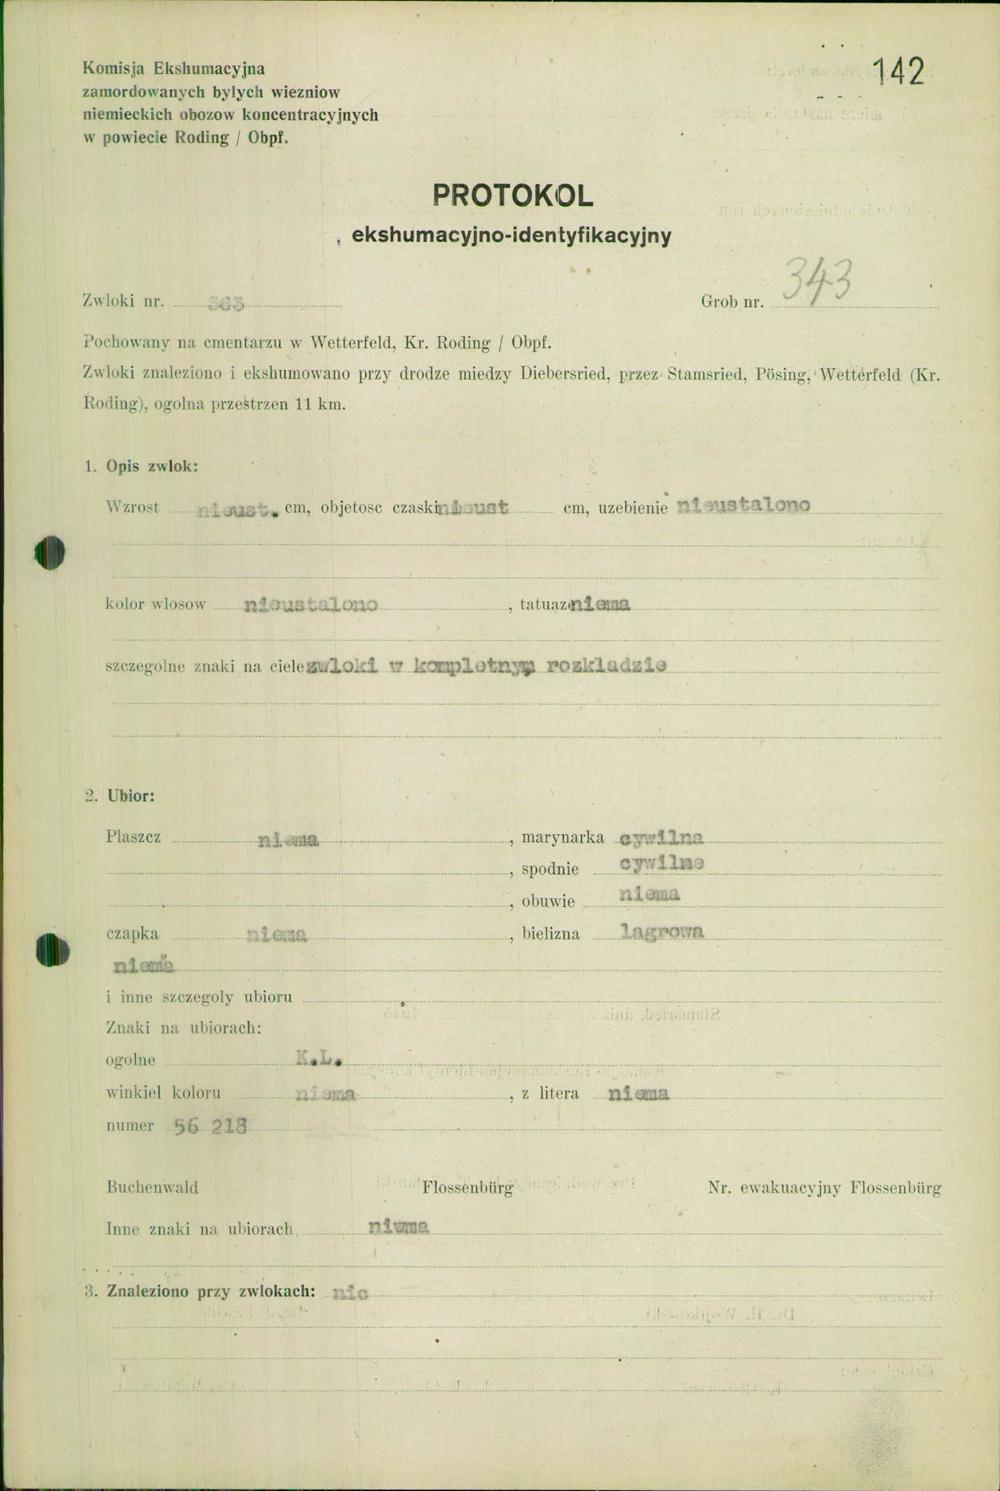 142
Komisja Ekshumacyjna
zamordowanych bylych wiezniow
niemieckich obozow koncentracyjnych
w powiecie Roding / Obpf.
PROTOKOL
ekshumacyjno-identyfikacyjny
Zwloki nr. 363 Grob nr. 343
Pochowany na cmentarzu w Wetterfeld, Kr. Roding / Obpf.
Zwloki znaleziono i ekshumowano przy drodze miedzy Diebersried, przez Stamsried, Pösing, Wetterfeld (Kr.
Roding), ogolna przestrzen 11 km.
1. Opis zwlok:
Wzrost nieust. cm, objetosc czaski nieust cm, uzebienie nieustalono
kolor wlosow nieustalono, tatuaz niema
szczegolne znaki na ciele zwloki w kompletnym rozkladzie
2. Ubior:
Plaszcz niema, marynarka cywilna
, spodnie cywilne
, obuwie niema
czapka niema, bielizna lagrowa
niema
i inne szczegoly ubioru
Znaki na ubiorach:
ogolne K.L.
winkiel koloru niema, z litera niema
numer 56 218
Buchenwald Flossenbürg Nr. ewakuacyjny Flossenbürg
Inne znaki na ubiorach niema
3. Znaleziono przy zwlokach: nic